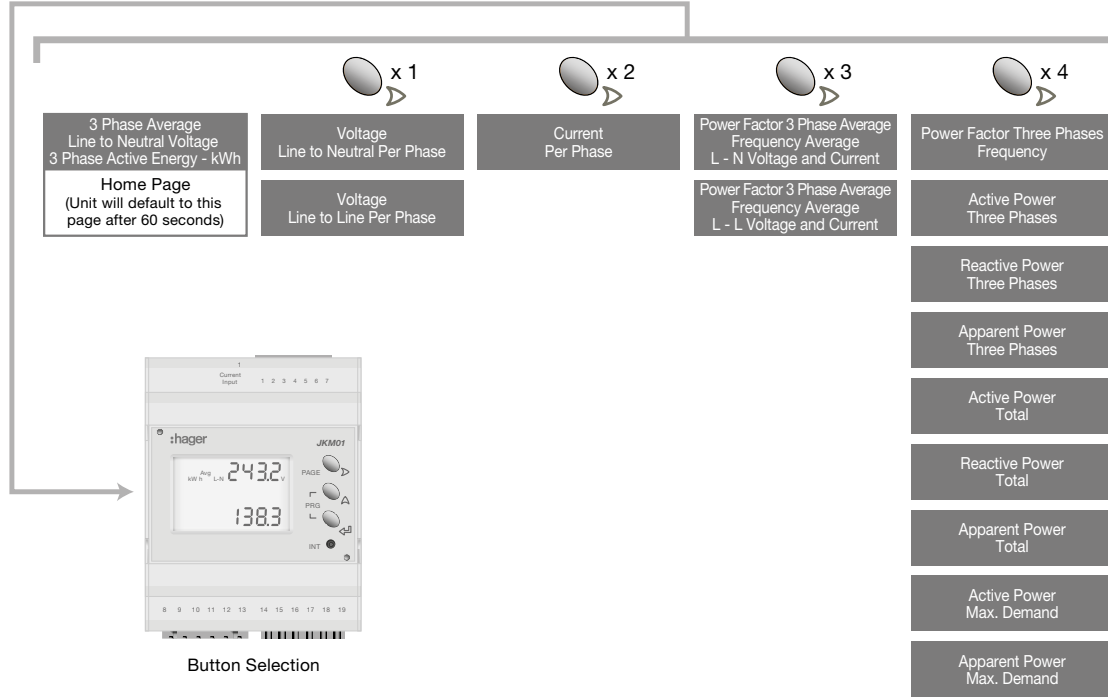 x 1
x 2
x 3
x 4
3 Phase Average
Line to Neutral Voltage
3 Phase Active Energy - kWh
Home Page
(Unit will default to this
page after 60 seconds)
Voltage
Line to Neutral Per Phase
Voltage
Line to Line Per Phase
Current
Per Phase
Power Factor 3 Phase Average
Frequency Average
L - N Voltage and Current
Power Factor 3 Phase Average
Frequency Average
L - L Voltage and Current
Power Factor Three Phases
Frequency
Active Power
Three Phases
Reactive Power
Three Phases
Apparent Power
Three Phases
Active Power
Total
Reactive Power
Total
Apparent Power
Total
Active Power
Max. Demand
Apparent Power
Max. Demand
1
Current
Input
1 2 3 4 5 6 7
:hager
JKM01
Avg
kW h L-N 243.2 V
138.3
PAGE
PRG
INT
8 9 10 11 12 13 14 15 16 17 18 19
Button Selection